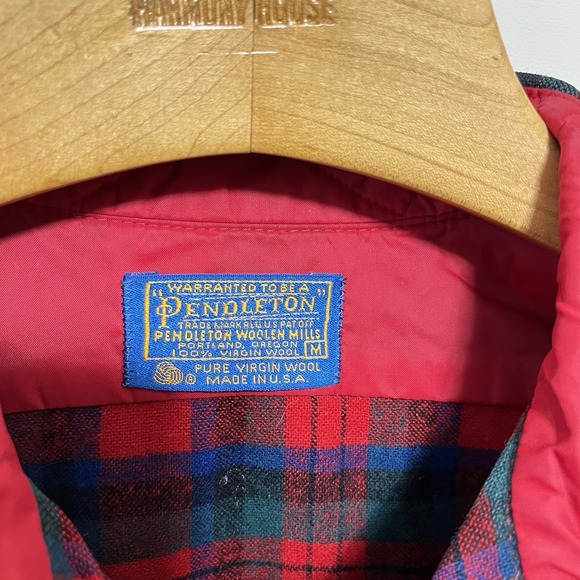 HOUSE
WARRANTED TO BE A
"PENDLETON"
TRADE MARK REG. U.S. PAT. OFF.
PENDLETON WOOLEN MILLS
PORTLAND, OREGON
100% VIRGIN WOOL M
® PURE VIRGIN WOOL
MADE IN U.S.A.